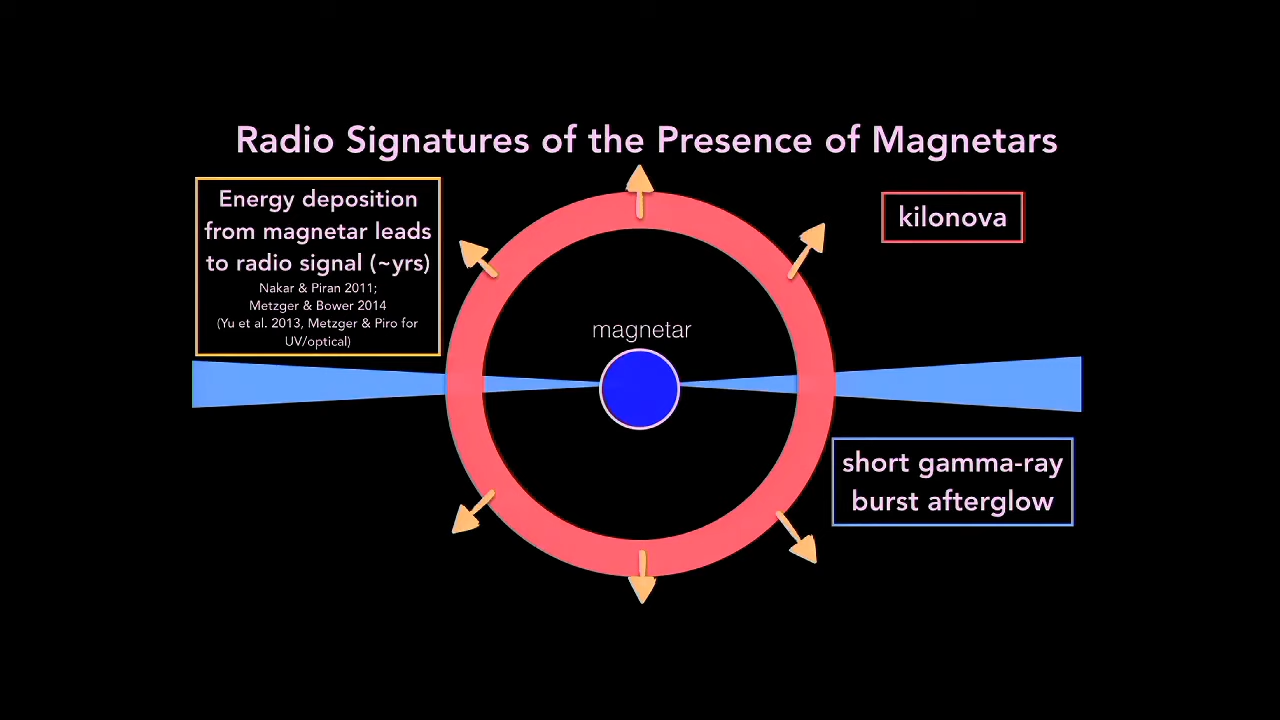 Radio Signatures of the Presence of Magnetars
Energy deposition
from magnetar leads
to radio signal (~yrs)
Nakar & Piran 2011;
Metzger & Bower 2014
(Yu et al. 2013, Metzger & Piro for
UV/optical)
kilonova
magnetar
short gamma-ray
burst afterglow